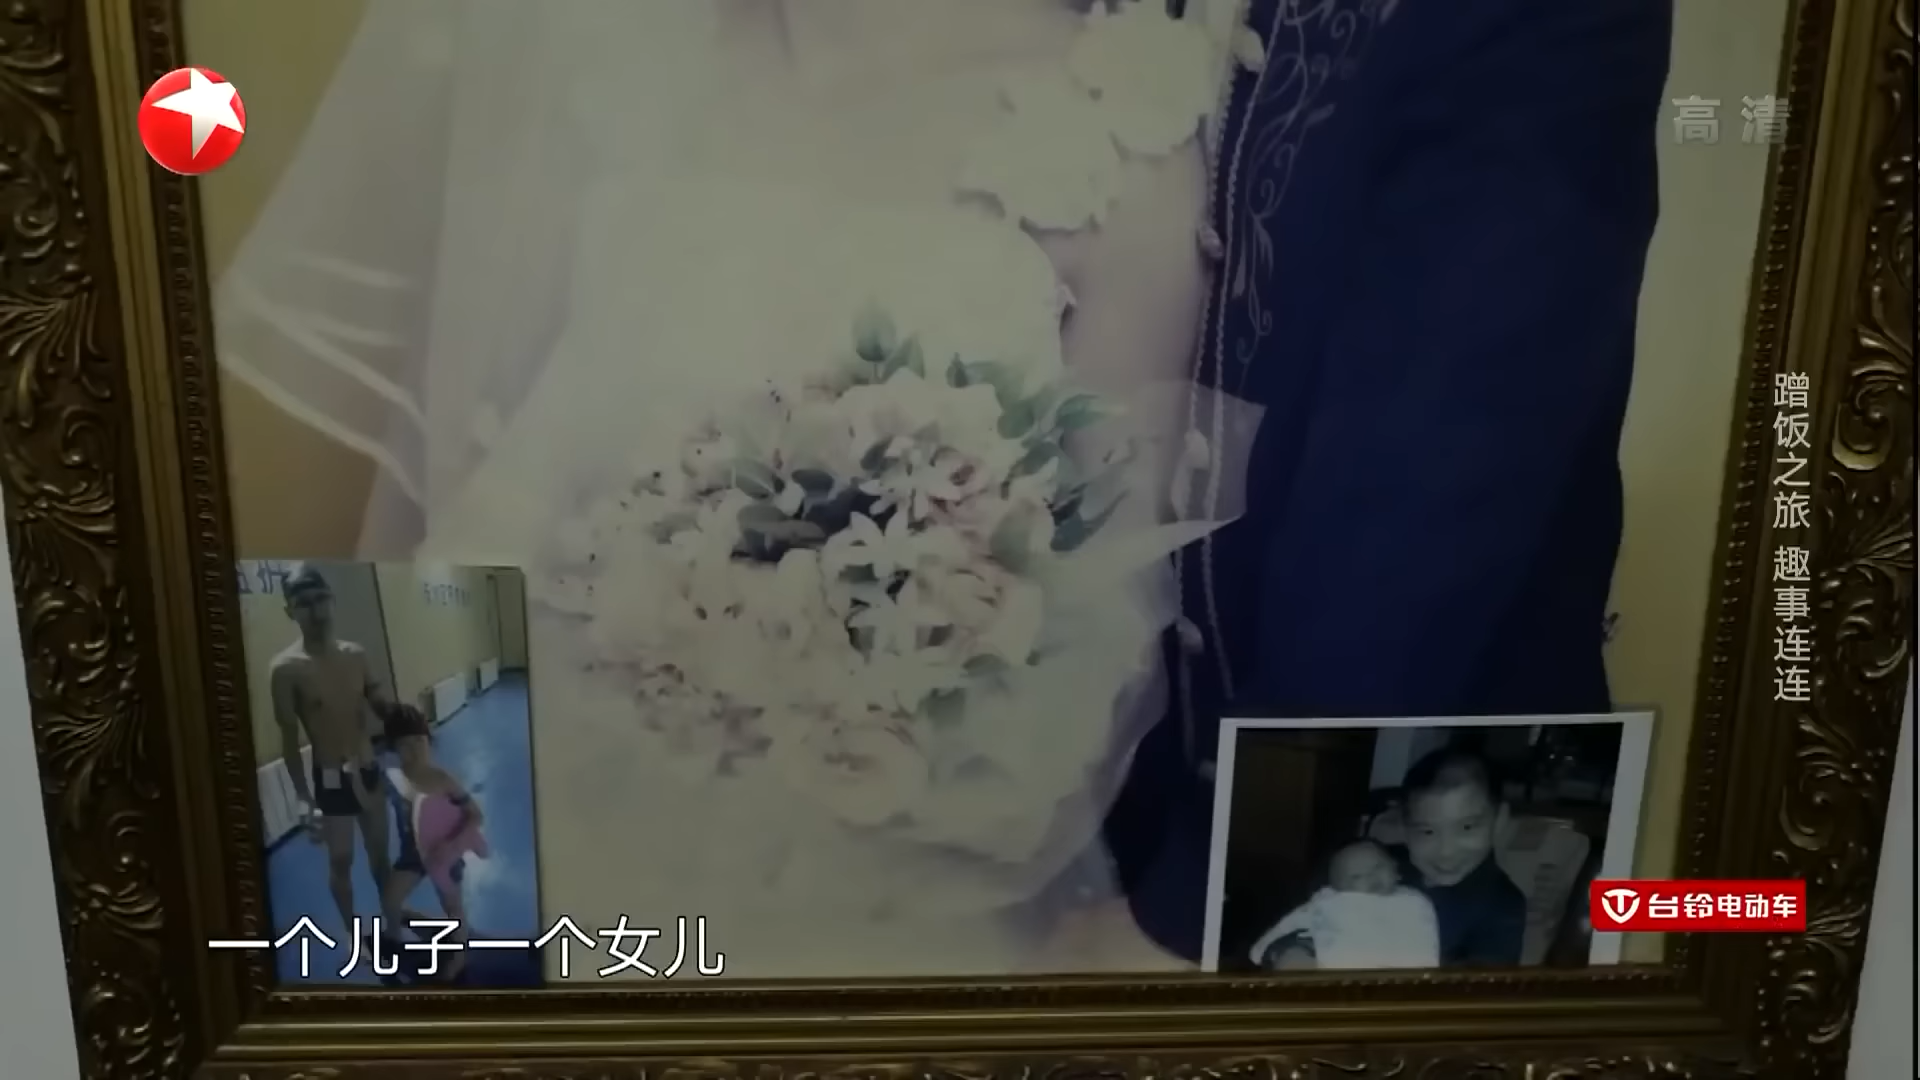 高清
蹭饭之旅 趣事连连
台铃电动车
一个儿子一个女儿